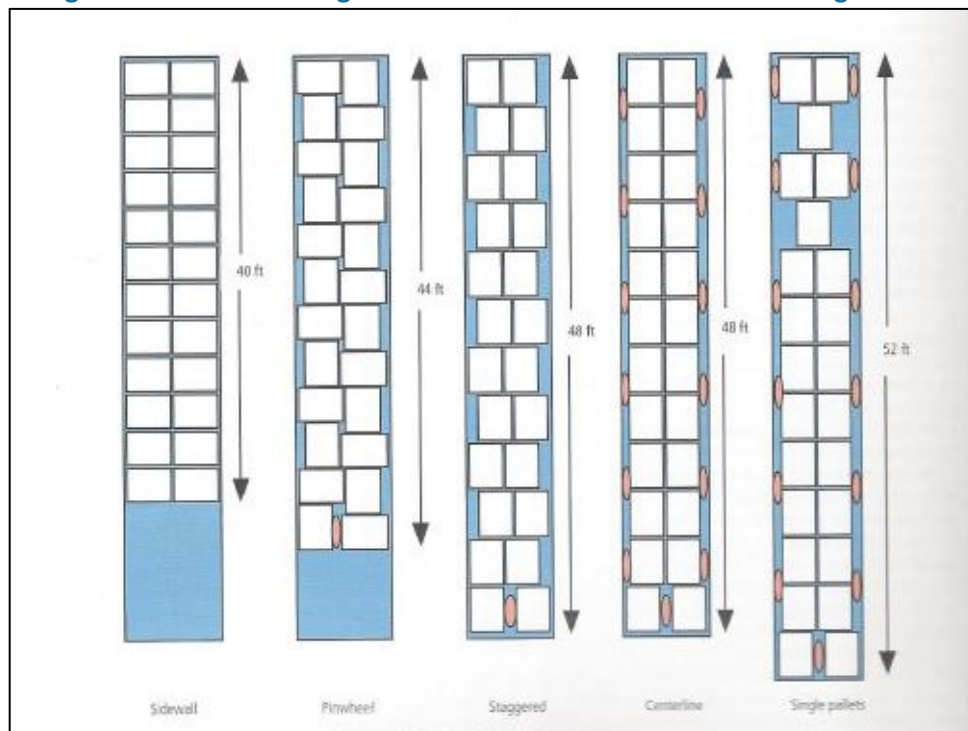 40 ft
44 ft
48 ft
48 ft
52 ft
Sidewall
Pinwheel
Staggered
Centerline
Single pallets